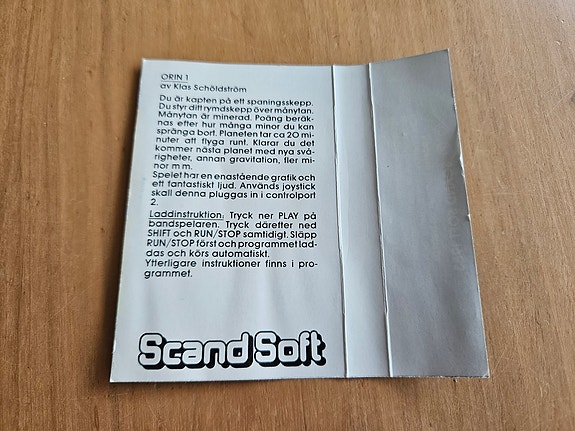 ORIN 1
av Klas Schöldström
Du är kapten på ett spaningsskepp.
Du styr ditt rymdskepp över månytan.
Månytan är minerad. Poäng beräk-
nas efter hur många minor du kan
spränga bort. Planeten tar ca 20 mi-
nuter att flyga runt. Klarar du det
kommer nästa planet med nya svå-
righeter, annan gravitation, fler mi-
nor m m.
Spelet har en enastående grafik och
ett fantastiskt ljud. Används joystick
skall denna pluggas in i controlport
2.
Laddinstruktion. Tryck ner PLAY på
bandspelaren. Tryck därefter ned
SHIFT och RUN/STOP samtidigt. Släpp
RUN/STOP först och programmet lad-
das och körs automatiskt.
Ytterligare instruktioner finns i pro-
grammet.
Scand Soft